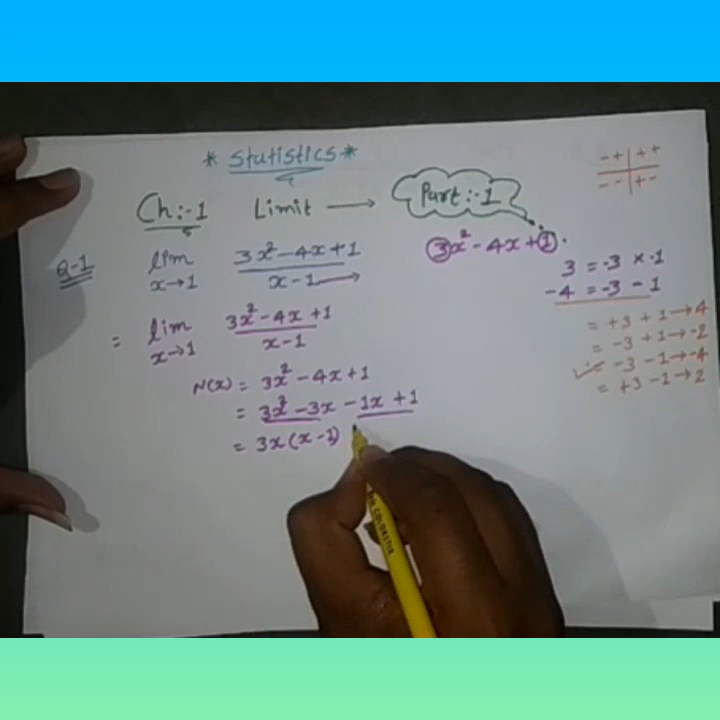 * Statistics *
Ch:-1 Limit → Part:-1
Q-1 lim x→1 3x²-4x+1 / x-1
3x²-4x+1.
-+ ++
-- +-
3 = -3 × -1
-4 = -3 - 1
= lim x→1 3x²-4x+1 / x-1
= +3+1→4
= -3+1→-2
✓= -3-1→-4
= +3-1→2
N(x) = 3x²-4x+1
= 3x²-3x-1x+1
= 3x(x-1)